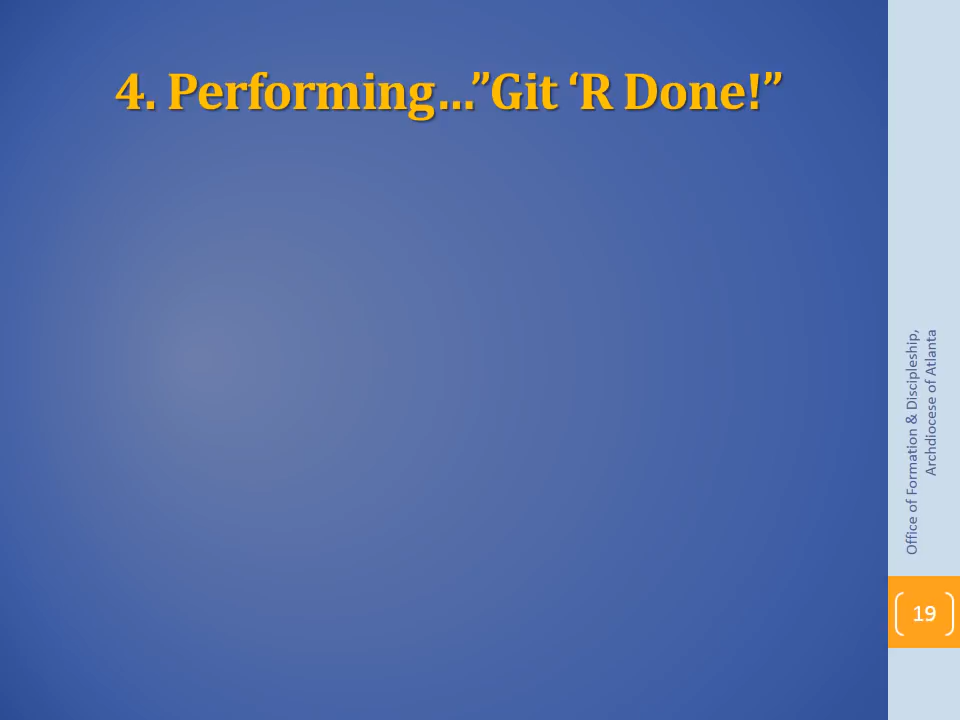 4. Performing…”Git ‘R Done!”
Office of Formation & Discipleship,
Archdiocese of Atlanta
19